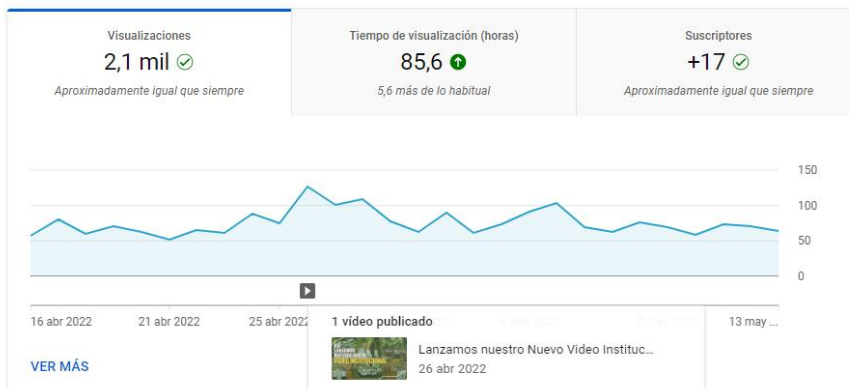 Visualizaciones
2,1 mil
Aproximadamente igual que siempre
Tiempo de visualización (horas)
85,6
5,6 más de lo habitual
Suscriptores
+17
Aproximadamente igual que siempre
150
100
50
0
16 abr 2022
21 abr 2022
25 abr 2022
13 may ...
1 vídeo publicado
Lanzamos nuestro Nuevo Video Instituc...
26 abr 2022
VER MÁS